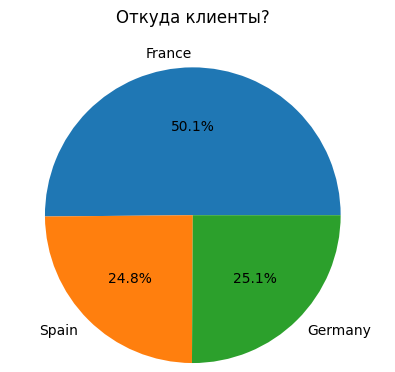 Откуда клиенты?
France
50.1%
24.8%
25.1%
Spain
Germany